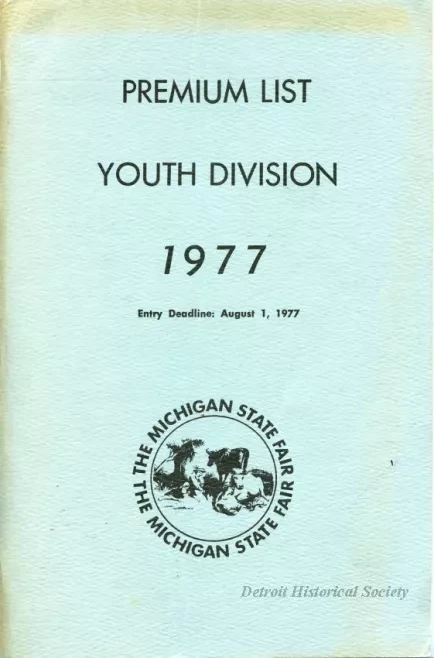 PREMIUM LIST
YOUTH DIVISION
1977
Entry Deadline: August 1, 1977
THE MICHIGAN STATE FAIR
THE MICHIGAN STATE FAIR
Detroit Historical Society